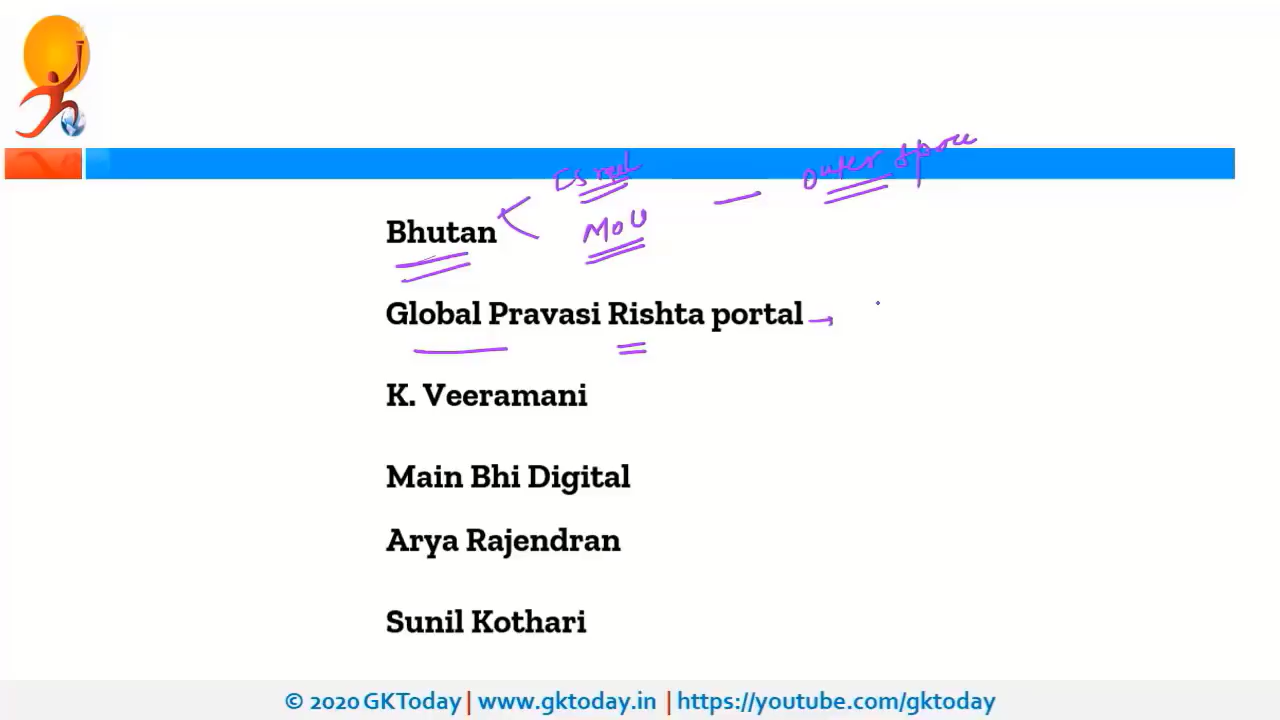 Israel
outer space
Bhutan
MoU
Global Pravasi Rishta portal
K. Veeramani
Main Bhi Digital
Arya Rajendran
Sunil Kothari
© 2020 GKToday | www.gktoday.in | https://youtube.com/gktoday